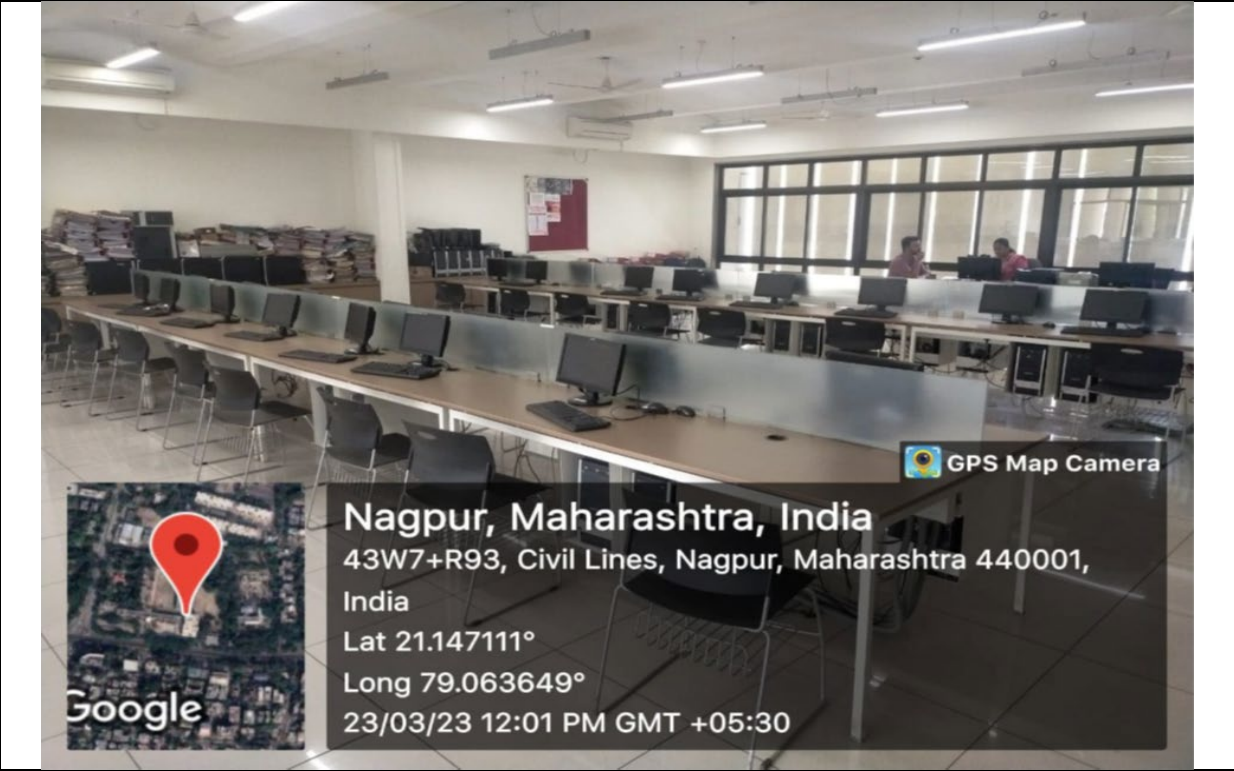 GPS Map Camera
Nagpur, Maharashtra, India
43W7+R93, Civil Lines, Nagpur, Maharashtra 440001,
India
Lat 21.147111°
Long 79.063649°
23/03/23 12:01 PM GMT +05:30
Google